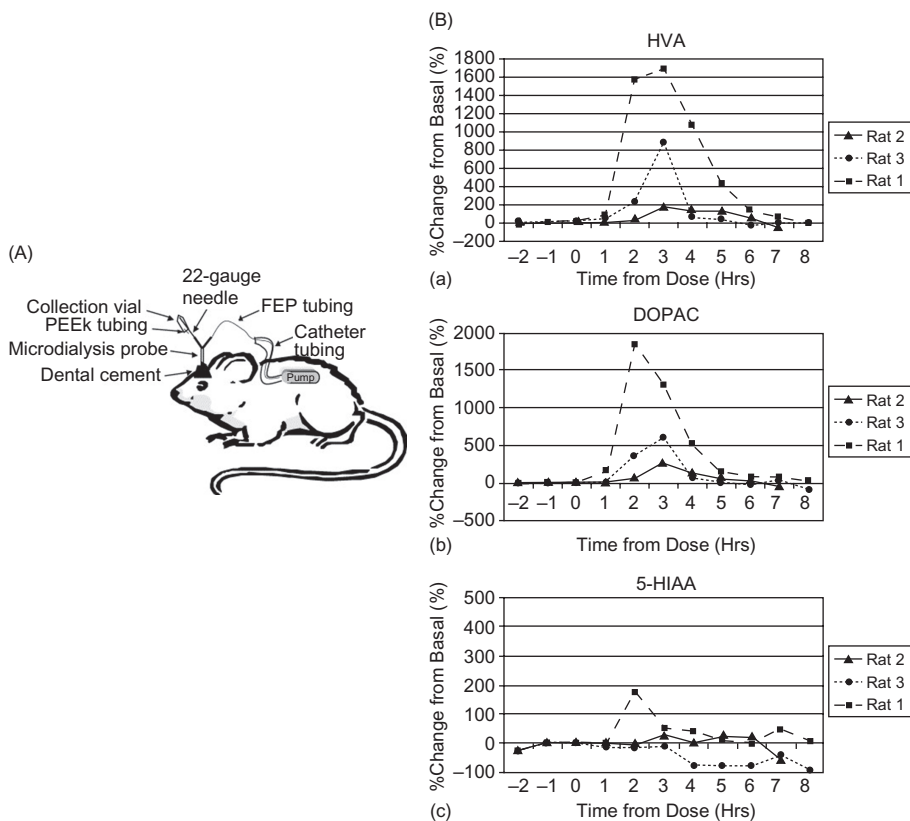 (A)
22-gauge
needle
Collection vial
PEEk tubing
FEP tubing
Microdialysis probe
Catheter
tubing
Dental cement
Pump
(B)
HVA
%Change from Basal (%)
1800
1600
1400
1200
1000
800
600
400
200
0
–200
–2 –1 0 1 2 3 4 5 6 7 8
(a)
Time from Dose (Hrs)
Rat 2
Rat 3
Rat 1
DOPAC
%Change from Basal (%)
2000
1500
1000
500
0
–500
–2 –1 0 1 2 3 4 5 6 7 8
(b)
Time from Dose (Hrs)
Rat 2
Rat 3
Rat 1
5-HIAA
%Change from Basal (%)
500
400
300
200
100
0
–100
–2 –1 0 1 2 3 4 5 6 7 8
(c)
Time from Dose (Hrs)
Rat 2
Rat 3
Rat 1